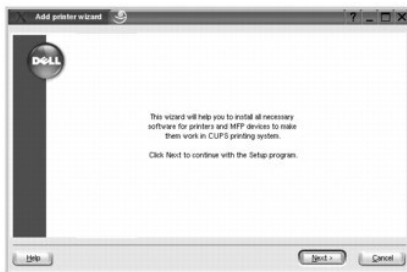 Add printer wizard
DELL
This wizard will help you to install all necessary
software for printers and MFP devices to make
them work in CUPS printing system.
Click Next to continue with the Setup program.
Help
Next >
Cancel